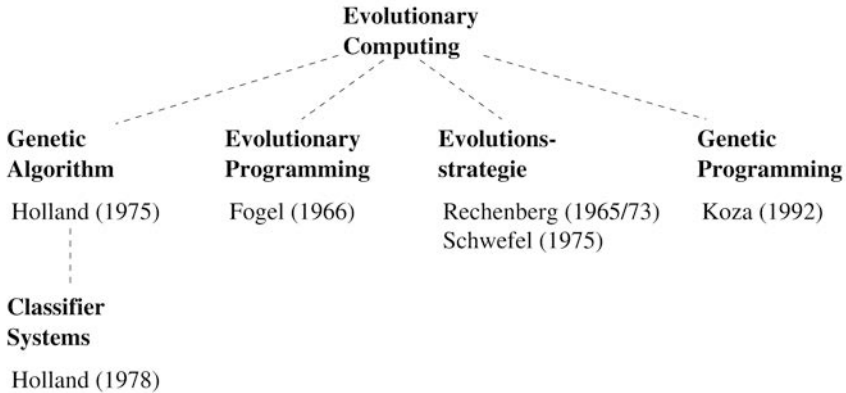 Evolutionary
Computing
Genetic
Algorithm
Holland (1975)
Evolutionary
Programming
Fogel (1966)
Evolutions-
strategie
Rechenberg (1965/73)
Schwefel (1975)
Genetic
Programming
Koza (1992)
Classifier
Systems
Holland (1978)